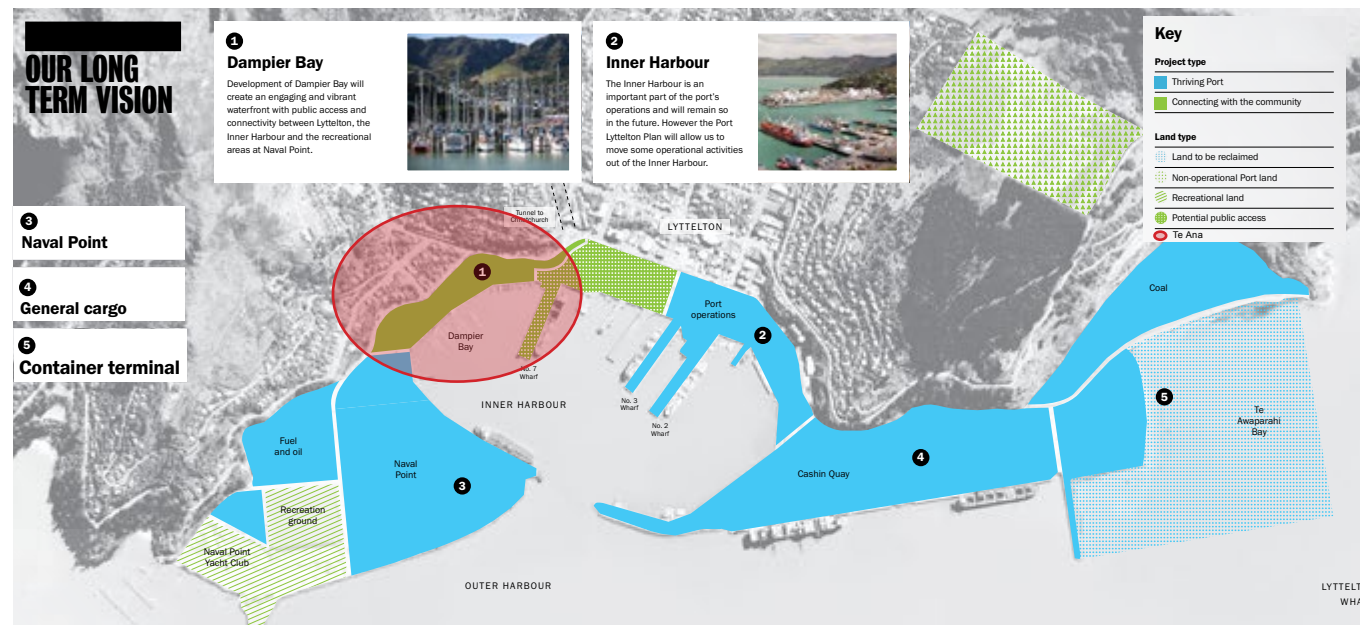 OUR LONG
TERM VISION
1
Dampier Bay
Development of Dampier Bay will
create an engaging and vibrant
waterfront with public access and
connectivity between Lyttelton, the
Inner Harbour and the recreational
areas at Naval Point.
2
Inner Harbour
The Inner Harbour is an
important part of the port's
operations and will remain so
in the future. However the Port
Lyttelton Plan will allow us to
move some operational activities
out of the Inner Harbour.
Key
Project type
Thriving Port
Connecting with the community
Land type
Land to be reclaimed
Non-operational Port land
Recreational land
Potential public access
Te Ana
3
Naval Point
4
General cargo
5
Container terminal
Tunnel to
Christchurch
LYTTELTON
1
Dampier
Bay
No. 7
Wharf
Port
operations
2
No. 3
Wharf
No. 2
Wharf
INNER HARBOUR
Coal
5
Te
Awaparahi
Bay
Fuel
and oil
Naval
Point
3
Cashin Quay
4
Recreation
ground
Naval Point
Yacht Club
OUTER HARBOUR
LYTTELT
WHA